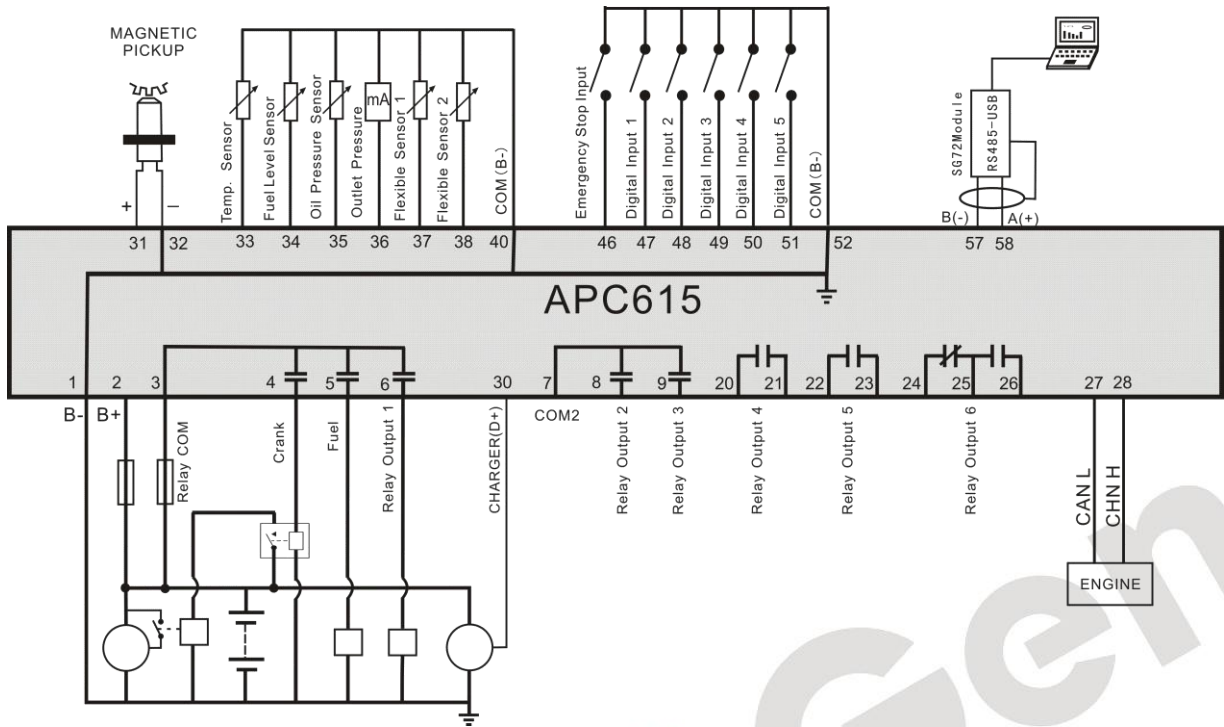 MAGNETIC
PICKUP
+
–
Temp. Sensor
Fuel Level Sensor
Oil Pressure Sensor
Outlet Pressure
mA
Flexible Sensor 1
Flexible Sensor 2
COM (B-)
Emergency Stop Input
Digital Input 1
Digital Input 2
Digital Input 3
Digital Input 4
Digital Input 5
COM (B-)
SG72Module
RS485-USB
B(-)
A(+)
31 32 33 34 35 36 37 38 40 46 47 48 49 50 51 52 57 58
APC615
1 2 3 4 5 6 30 7 8 9 20 21 22 23 24 25 26 27 28
B-
B+
Relay COM
Crank
Fuel
Relay Output 1
CHARGER(D+)
COM2
Relay Output 2
Relay Output 3
Relay Output 4
Relay Output 5
Relay Output 6
CAN L
CHN H
ENGINE
Gen